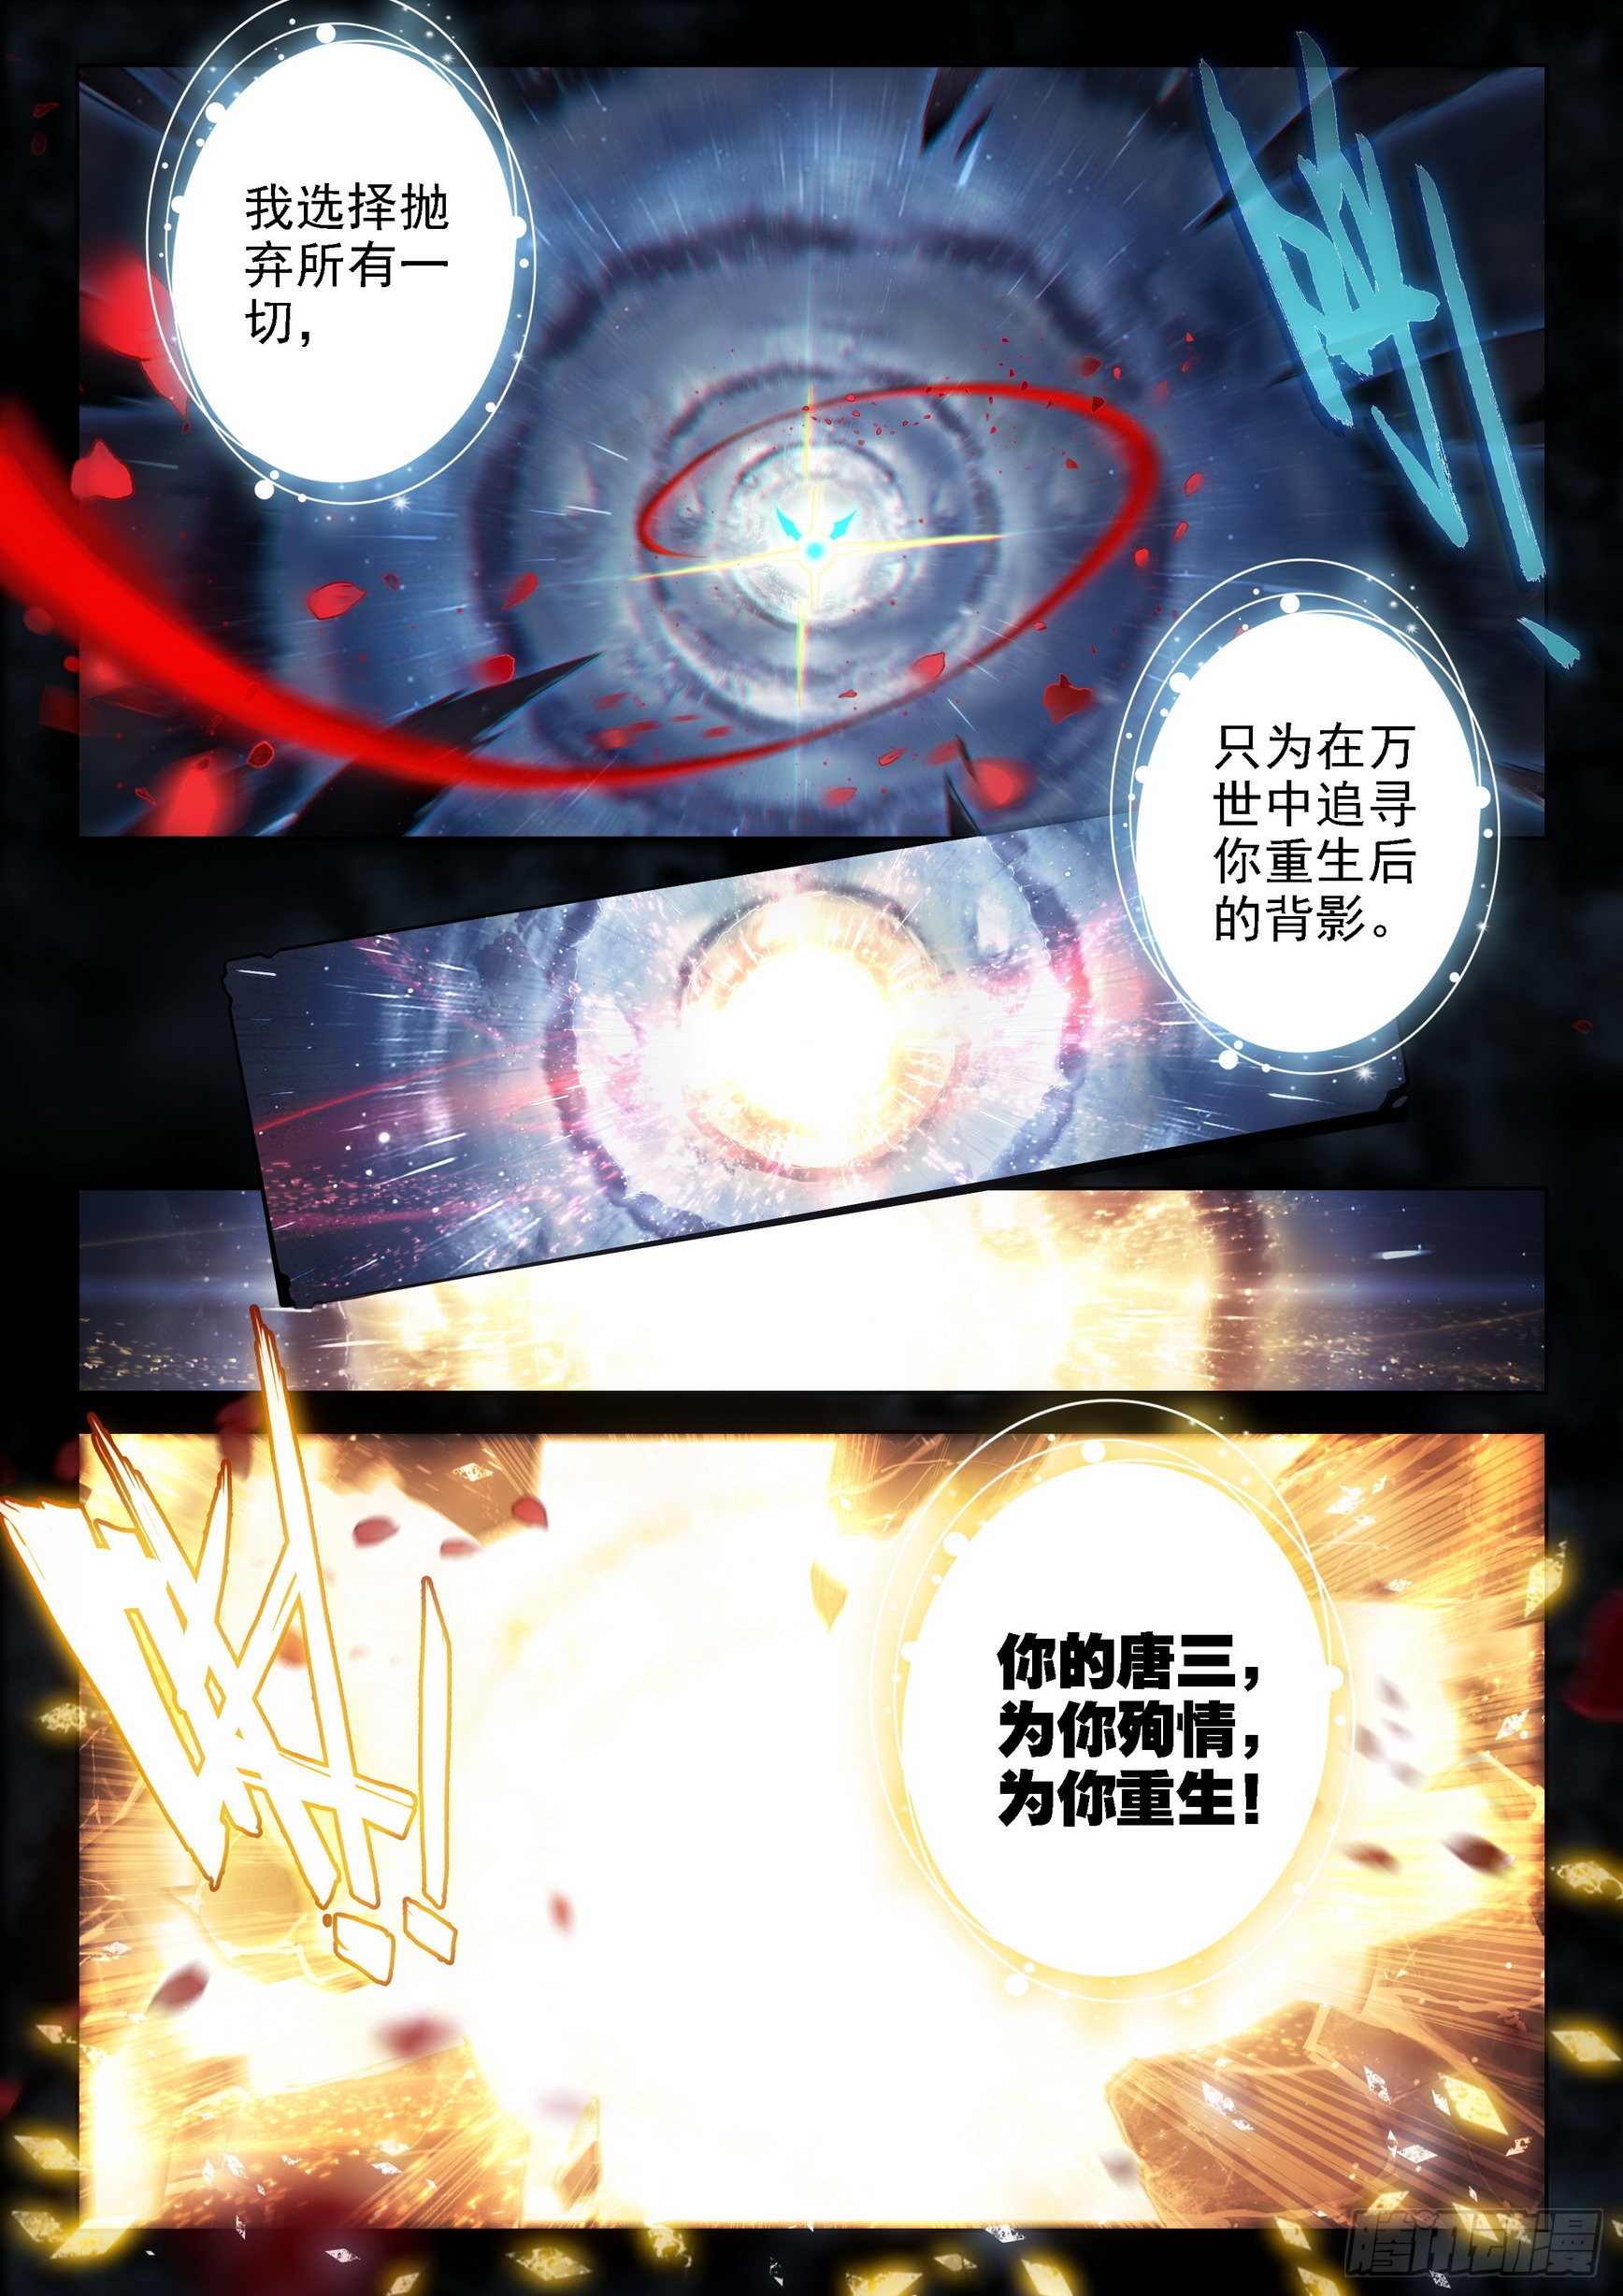 我选择抛
弃所有一
切，
只为在万
世中追寻
你重生后
的背影。
你的唐三，
为你殉情，
为你重生！
腾讯动漫